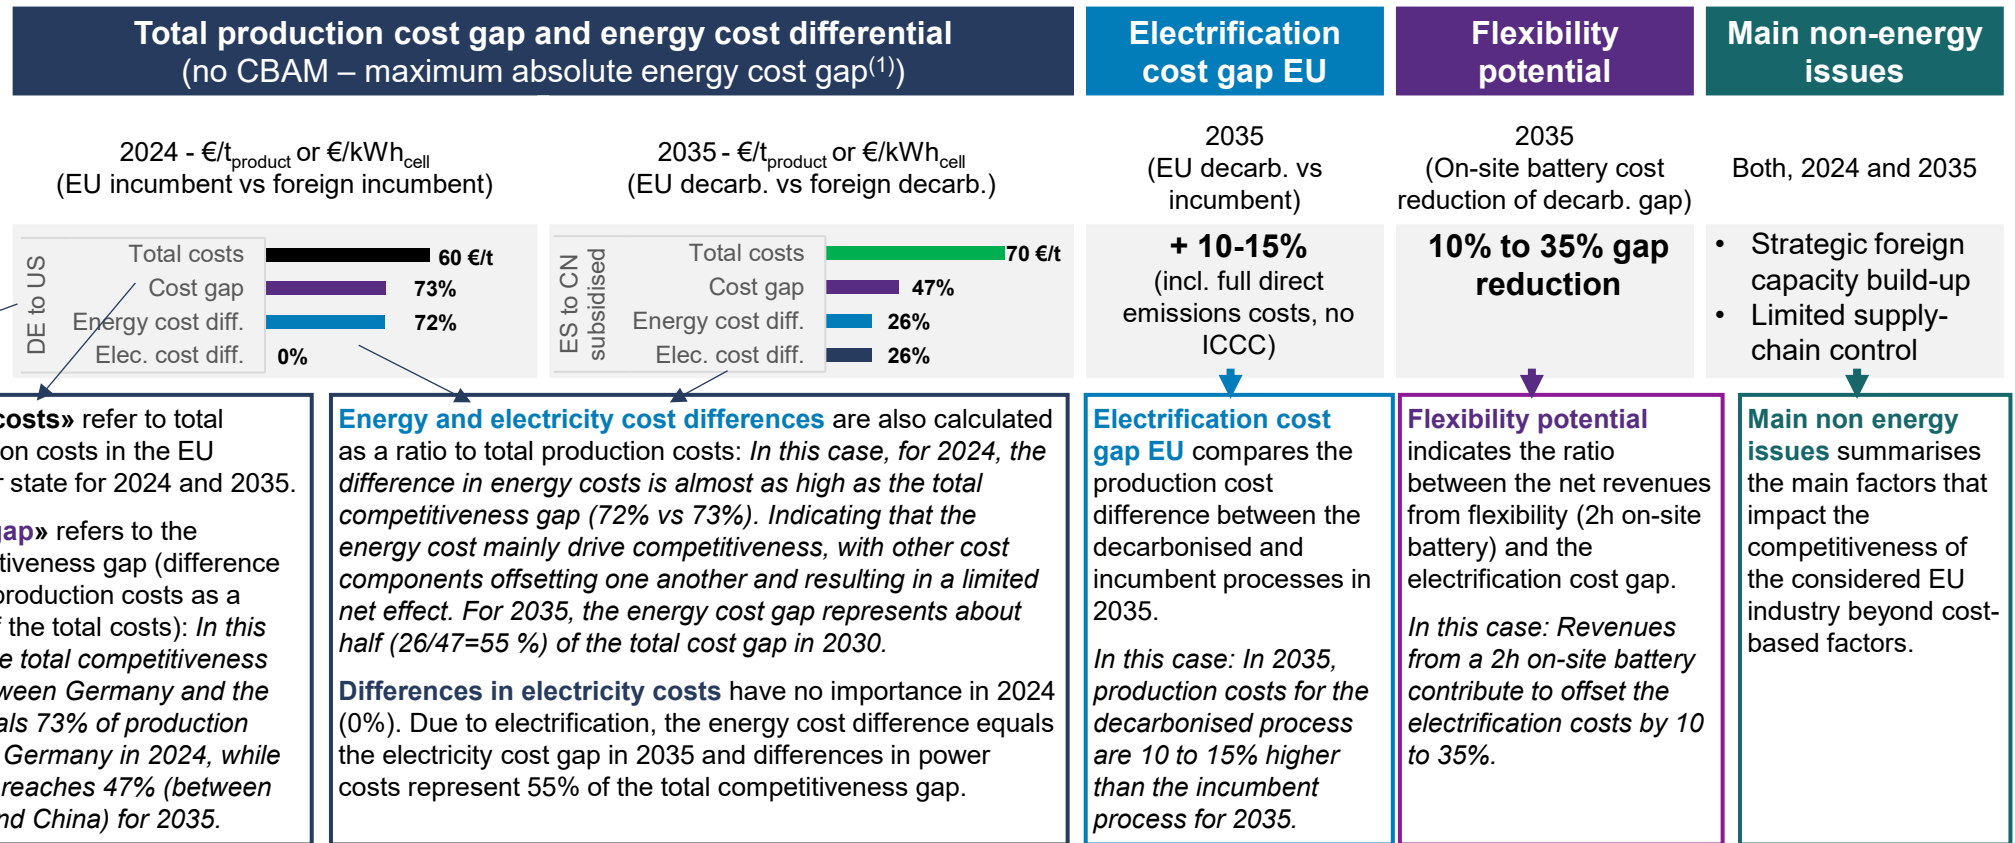 Total production cost gap and energy cost differential
(no CBAM – maximum absolute energy cost gap(1))
Electrification
cost gap EU
Flexibility
potential
Main non-energy
issues
2024 - €/tproduct or €/kWhcell
(EU incumbent vs foreign incumbent)
2035 - €/tproduct or €/kWhcell
(EU decarb. vs foreign decarb.)
2035
(EU decarb. vs
incumbent)
2035
(On-site battery cost
reduction of decarb. gap)
Both, 2024 and 2035
DE to US
Total costs 60 €/t
Cost gap 73%
Energy cost diff. 72%
Elec. cost diff. 0%
ES to CN
subsidised
Total costs 70 €/t
Cost gap 47%
Energy cost diff. 26%
Elec. cost diff. 26%
+ 10-15%
(incl. full direct
emissions costs, no
ICCC)
10% to 35% gap
reduction
• Strategic foreign
capacity build-up
• Limited supply-
chain control
costs» refer to total
on costs in the EU
r state for 2024 and 2035.
gap» refers to the
tiveness gap (difference
production costs as a
f the total costs): In this
e total competitiveness
ween Germany and the
als 73% of production
Germany in 2024, while
reaches 47% (between
nd China) for 2035.
Energy and electricity cost differences are also calculated
as a ratio to total production costs: In this case, for 2024, the
difference in energy costs is almost as high as the total
competitiveness gap (72% vs 73%). Indicating that the
energy cost mainly drive competitiveness, with other cost
components offsetting one another and resulting in a limited
net effect. For 2035, the energy cost gap represents about
half (26/47=55 %) of the total cost gap in 2030.
Differences in electricity costs have no importance in 2024
(0%). Due to electrification, the energy cost difference equals
the electricity cost gap in 2035 and differences in power
costs represent 55% of the total competitiveness gap.
Electrification cost
gap EU compares the
production cost
difference between the
decarbonised and
incumbent processes in
2035.
In this case: In 2035,
production costs for the
decarbonised process
are 10 to 15% higher
than the incumbent
process for 2035.
Flexibility potential
indicates the ratio
between the net revenues
from flexibility (2h on-site
battery) and the
electrification cost gap.
In this case: Revenues
from a 2h on-site battery
contribute to offset the
electrification costs by 10
to 35%.
Main non energy
issues summarises
the main factors that
impact the
competitiveness of
the considered EU
industry beyond cost-
based factors.